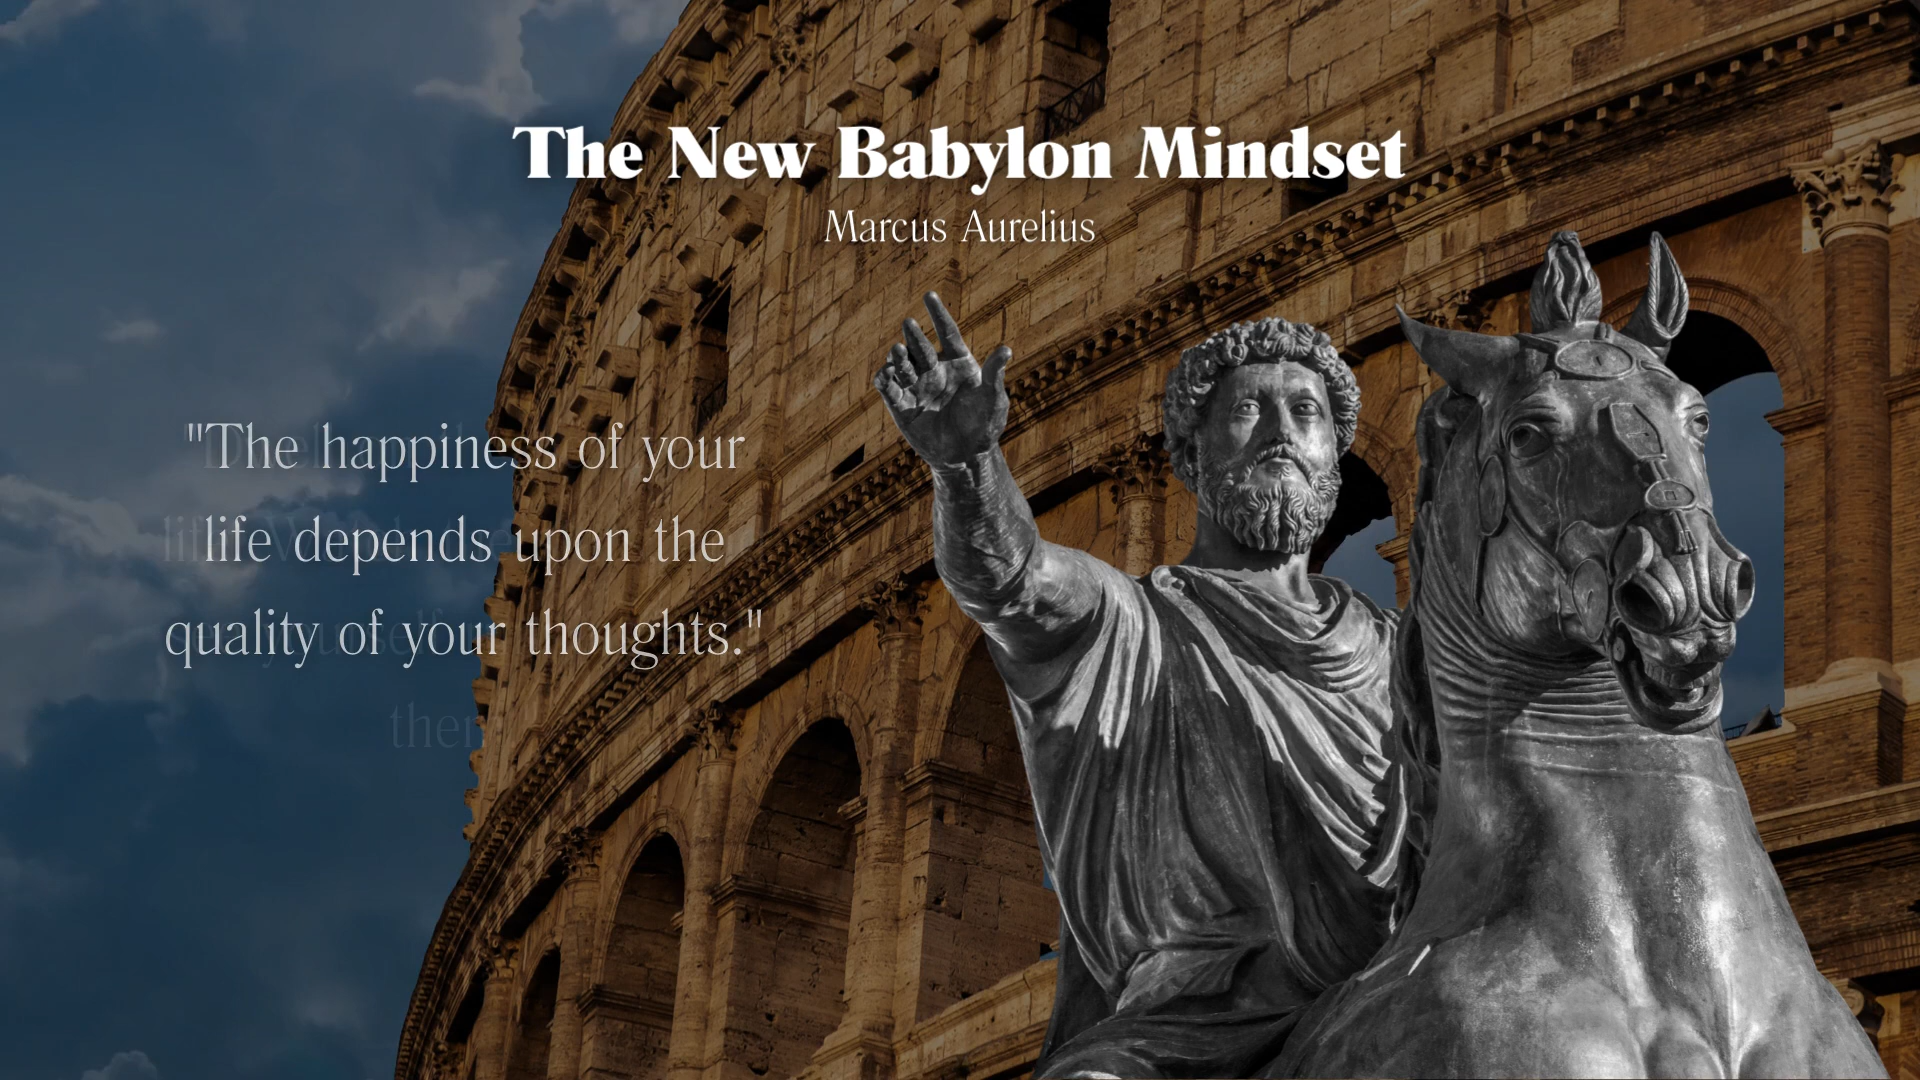 The New Babylon Mindset
Marcus Aurelius
"The happiness of your
life depends upon the
quality of your thoughts."